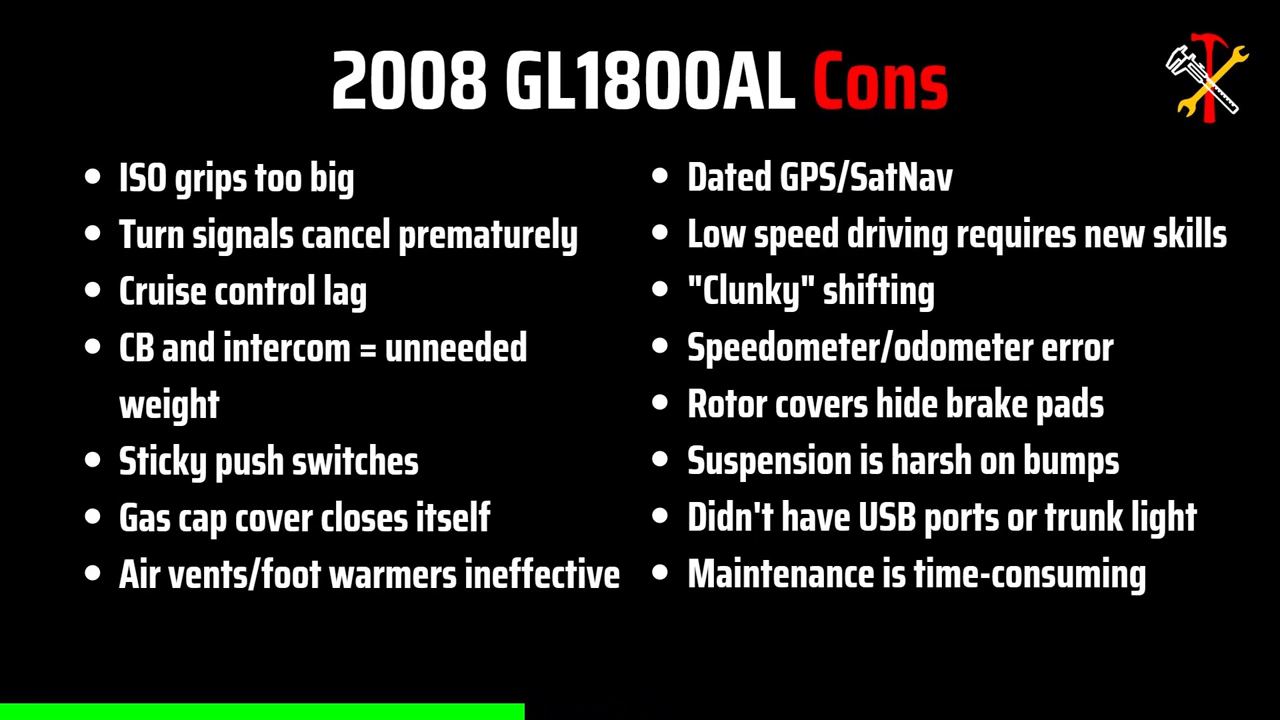 2008 GL1800AL Cons
• ISO grips too big
• Turn signals cancel prematurely
• Cruise control lag
• CB and intercom = unneeded
weight
• Sticky push switches
• Gas cap cover closes itself
• Air vents/foot warmers ineffective
• Dated GPS/SatNav
• Low speed driving requires new skills
• "Clunky" shifting
• Speedometer/odometer error
• Rotor covers hide brake pads
• Suspension is harsh on bumps
• Didn't have USB ports or trunk light
• Maintenance is time-consuming